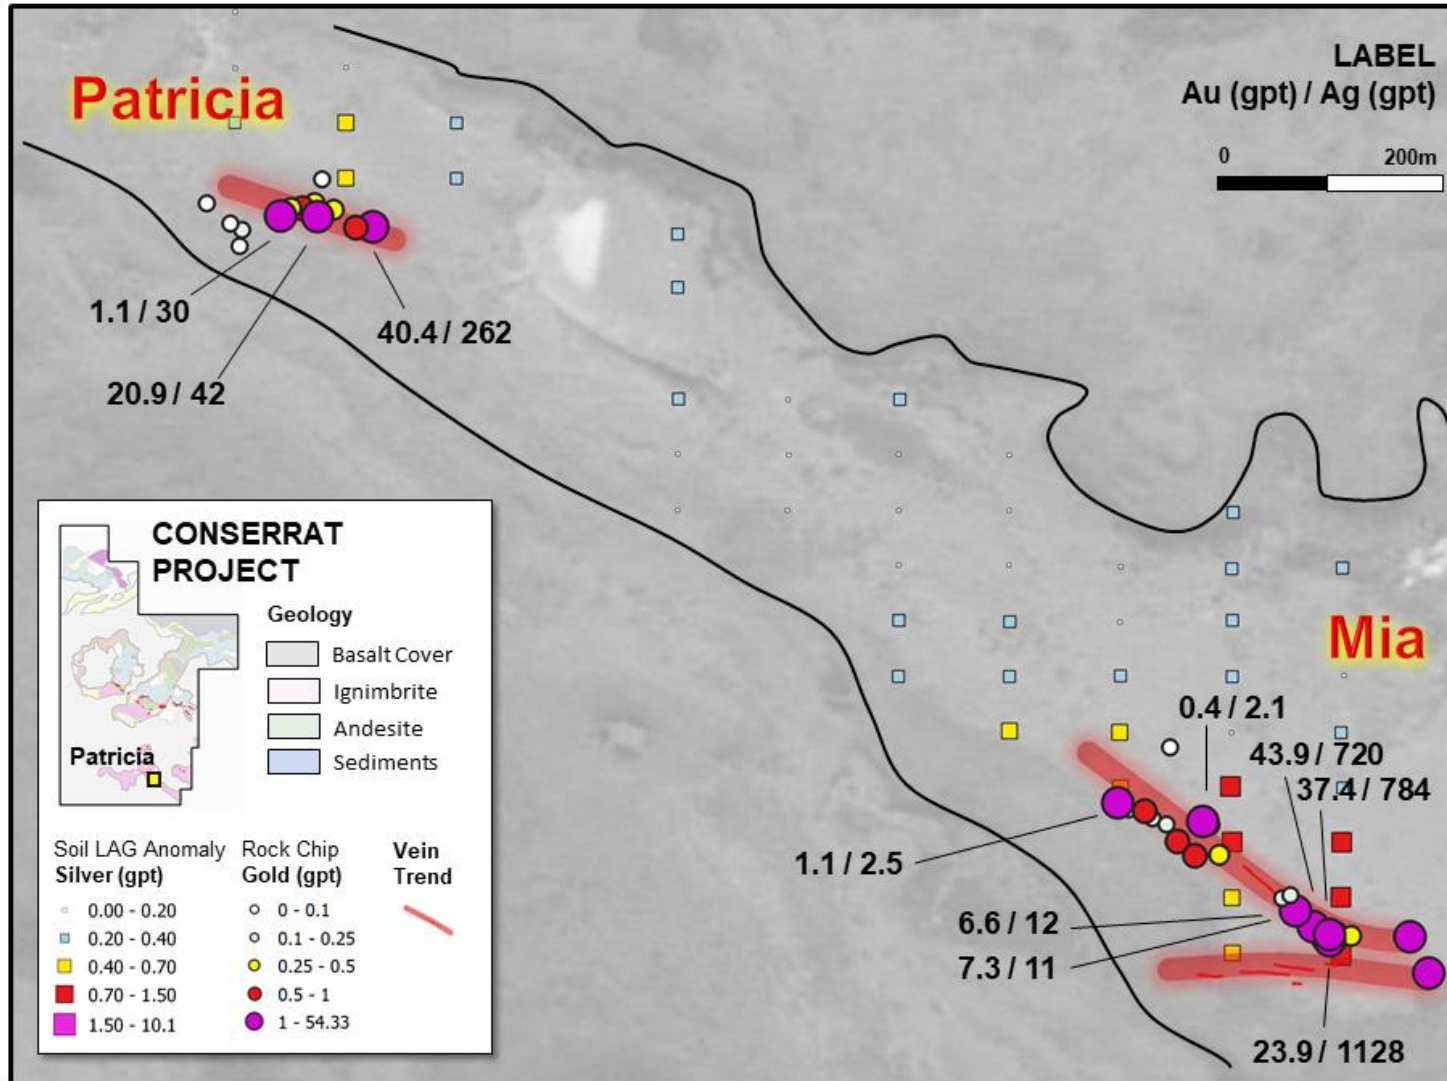 Patricia
LABEL
Au (gpt) / Ag (gpt)
0 200m
1.1 / 30
40.4 / 262
20.9 / 42
Mia
0.4 / 2.1
43.9 / 720
37.4 / 784
1.1 / 2.5
6.6 / 12
7.3 / 11
23.9 / 1128
CONSERRAT
PROJECT
Geology
Basalt Cover
Ignimbrite
Andesite
Sediments
Patricia
Soil LAG Anomaly
Silver (gpt)
0.00 - 0.20
0.20 - 0.40
0.40 - 0.70
0.70 - 1.50
1.50 - 10.1
Rock Chip
Gold (gpt)
0 - 0.1
0.1 - 0.25
0.25 - 0.5
0.5 - 1
1 - 54.33
Vein
Trend